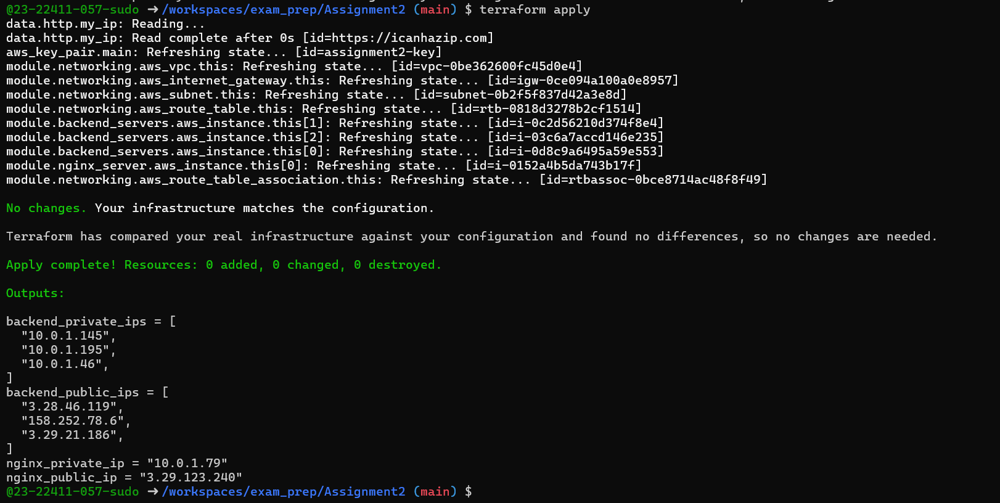 @23-22411-057-sudo ➜ /workspaces/exam_prep/Assignment2 (main) $ terraform apply
data.http.my_ip: Reading...
data.http.my_ip: Read complete after 0s [id=https://icanhazip.com]
aws_key_pair.main: Refreshing state... [id=assignment2-key]
module.networking.aws_vpc.this: Refreshing state... [id=vpc-0be362600fc45d0e4]
module.networking.aws_internet_gateway.this: Refreshing state... [id=igw-0ce094a100a0e8957]
module.networking.aws_subnet.this: Refreshing state... [id=subnet-0b2f5f837d42a3e8d]
module.networking.aws_route_table.this: Refreshing state... [id=rtb-0818d3278b2cf1514]
module.backend_servers.aws_instance.this[1]: Refreshing state... [id=i-0c2d56210d374f8e4]
module.backend_servers.aws_instance.this[2]: Refreshing state... [id=i-03c6a7accd146e235]
module.backend_servers.aws_instance.this[0]: Refreshing state... [id=i-0d8c9a6495a59e553]
module.nginx_server.aws_instance.this[0]: Refreshing state... [id=i-0152a4b5da743b17f]
module.networking.aws_route_table_association.this: Refreshing state... [id=rtbassoc-0bce8714ac48f8f49]
No changes. Your infrastructure matches the configuration.
Terraform has compared your real infrastructure against your configuration and found no differences, so no changes are needed.
Apply complete! Resources: 0 added, 0 changed, 0 destroyed.
Outputs:
backend_private_ips = [
  "10.0.1.145",
  "10.0.1.195",
  "10.0.1.46",
]
backend_public_ips = [
  "3.28.46.119",
  "158.252.78.6",
  "3.29.21.186",
]
nginx_private_ip = "10.0.1.79"
nginx_public_ip = "3.29.123.240"
@23-22411-057-sudo ➜ /workspaces/exam_prep/Assignment2 (main) $